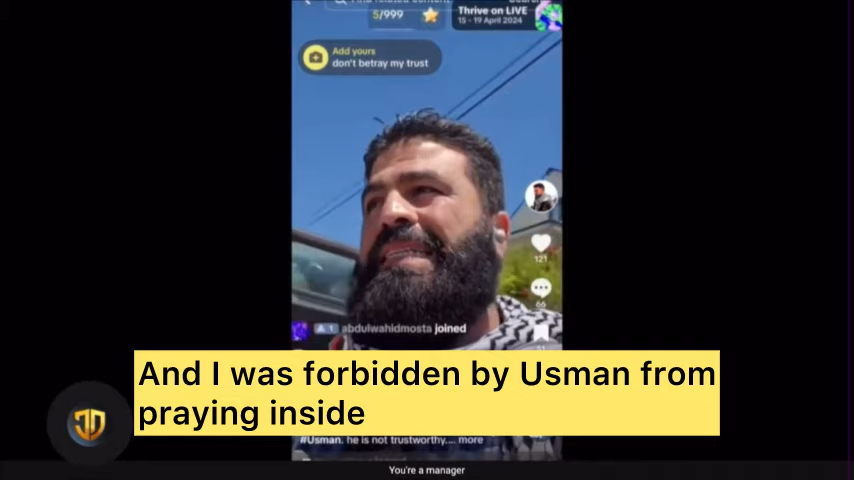 5/999
Thrive on LIVE
15 - 19 April 2024
Add yours
don't betray my trust
121
66
1 abdulwahidmosta joined
And I was forbidden by Usman from
praying inside
#Usman. he is not trustworthy.... more
You're a manager